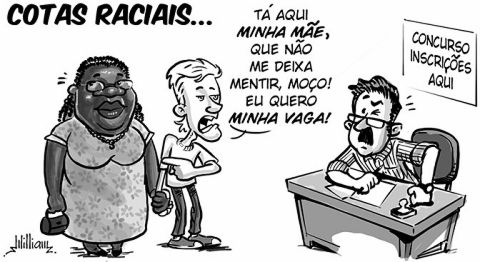 COTAS RACIAIS...
TÁ AQUI
MINHA MÃE,
QUE NÃO
ME DEIXA
MENTIR, MOÇO!
EU QUERO
MINHA VAGA!
CONCURSO
INSCRIÇÕES
AQUI
William